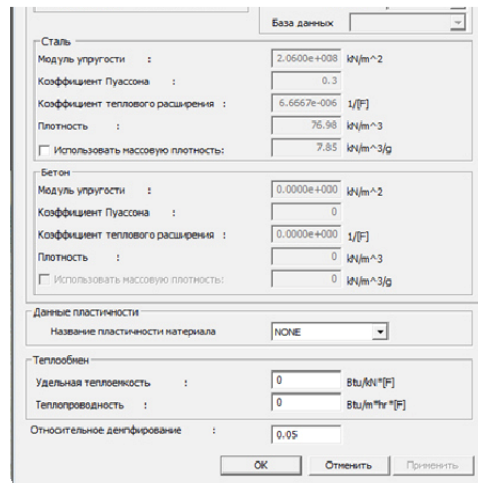 База данных
Сталь
Модуль упругости : 2.0600e+008 kN/m^2
Коэффициент Пуассона : 0.3
Коэффициент теплового расширения : 6.6667e-006 1/[F]
Плотность : 76.98 kN/m^3
Использовать массовую плотность: 7.85 kN/m^3/g
Бетон
Модуль упругости : 0.0000e+000 kN/m^2
Коэффициент Пуассона : 0
Коэффициент теплового расширения : 0.0000e+000 1/[F]
Плотность : 0 kN/m^3
Использовать массовую плотность: 0 kN/m^3/g
Данные пластичности
Название пластичности материала NONE
Теплообмен
Удельная теплоемкость : 0 Btu/kN*[F]
Теплопроводность : 0 Btu/m*hr*[F]
Относительное демпфирование : 0.05
OK Отменить Применить